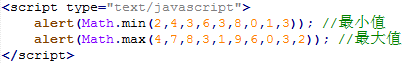 <script type="text/javascript">
    alert(Math.min(2,4,3,6,3,8,0,1,3)); //最小值
    alert(Math.max(4,7,8,3,1,9,6,0,3,2)); //最大值
</script>